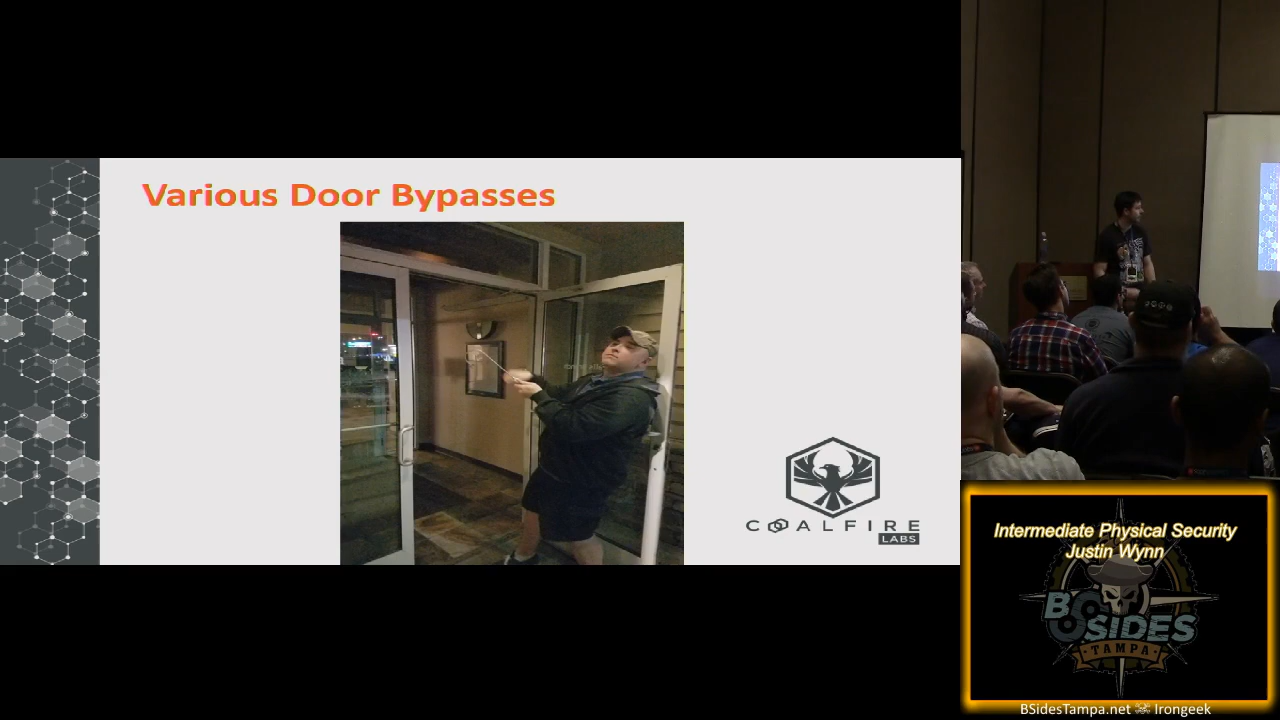 Various Door Bypasses
COALFIRE
LABS
Intermediate Physical Security
Justin Wynn
BSIDES
TAMPA
BSidesTampa.net Irongeek